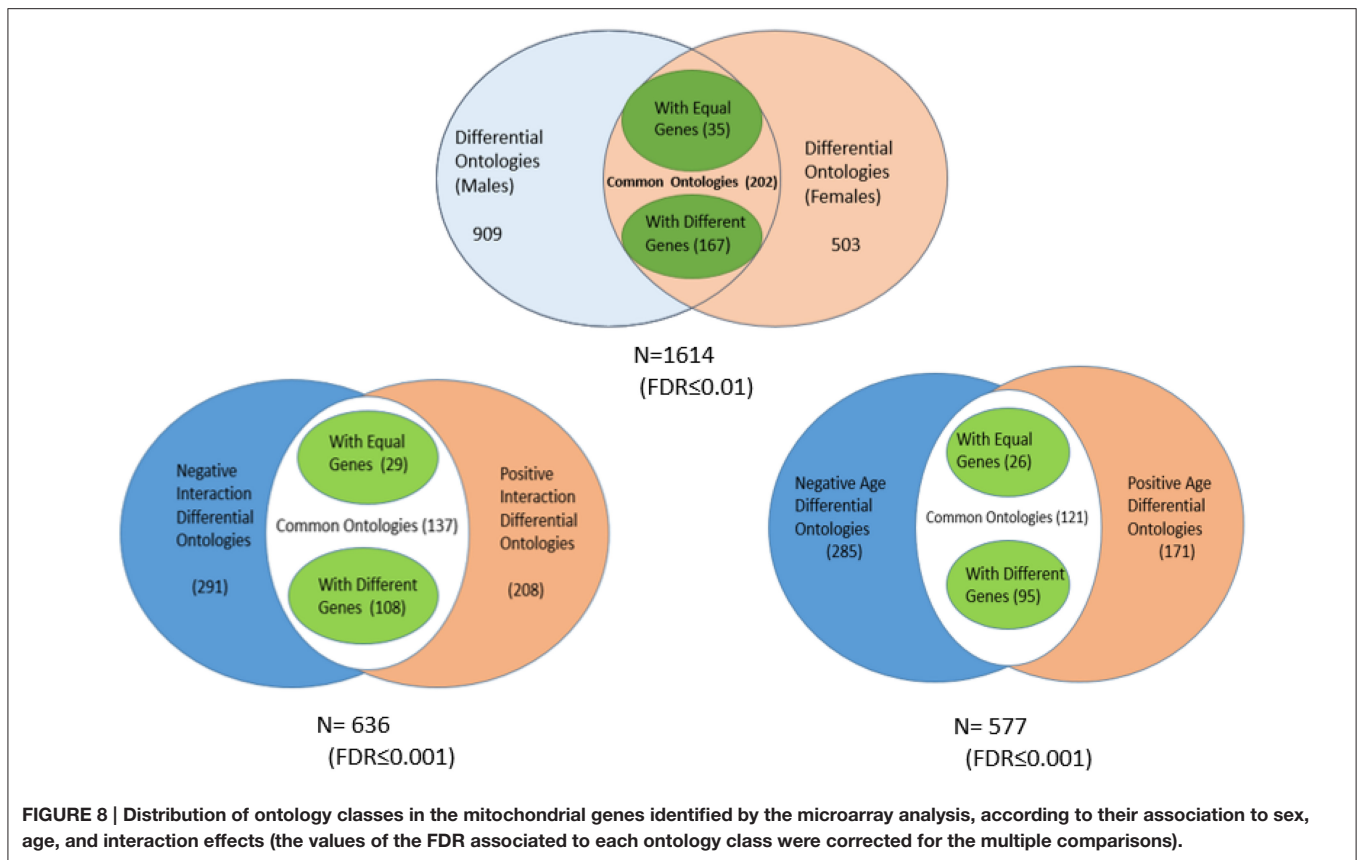 Differential
Ontologies
(Males)
909
With Equal
Genes (35)
Common Ontologies (202)
With Different
Genes (167)
Differential
Ontologies
(Females)
503
N=1614
(FDR≤0.01)
Negative
Interaction
Differential
Ontologies
(291)
With Equal
Genes (29)
Common Ontologies (137)
With Different
Genes (108)
Positive
Interaction
Differential
Ontologies
(208)
N= 636
(FDR≤0.001)
Negative Age
Differential
Ontologies
(285)
With Equal
Genes (26)
Common Ontologies (121)
With Different
Genes (95)
Positive Age
Differential
Ontologies
(171)
N= 577
(FDR≤0.001)
FIGURE 8 | Distribution of ontology classes in the mitochondrial genes identified by the microarray analysis, according to their association to sex,
age, and interaction effects (the values of the FDR associated to each ontology class were corrected for the multiple comparisons).